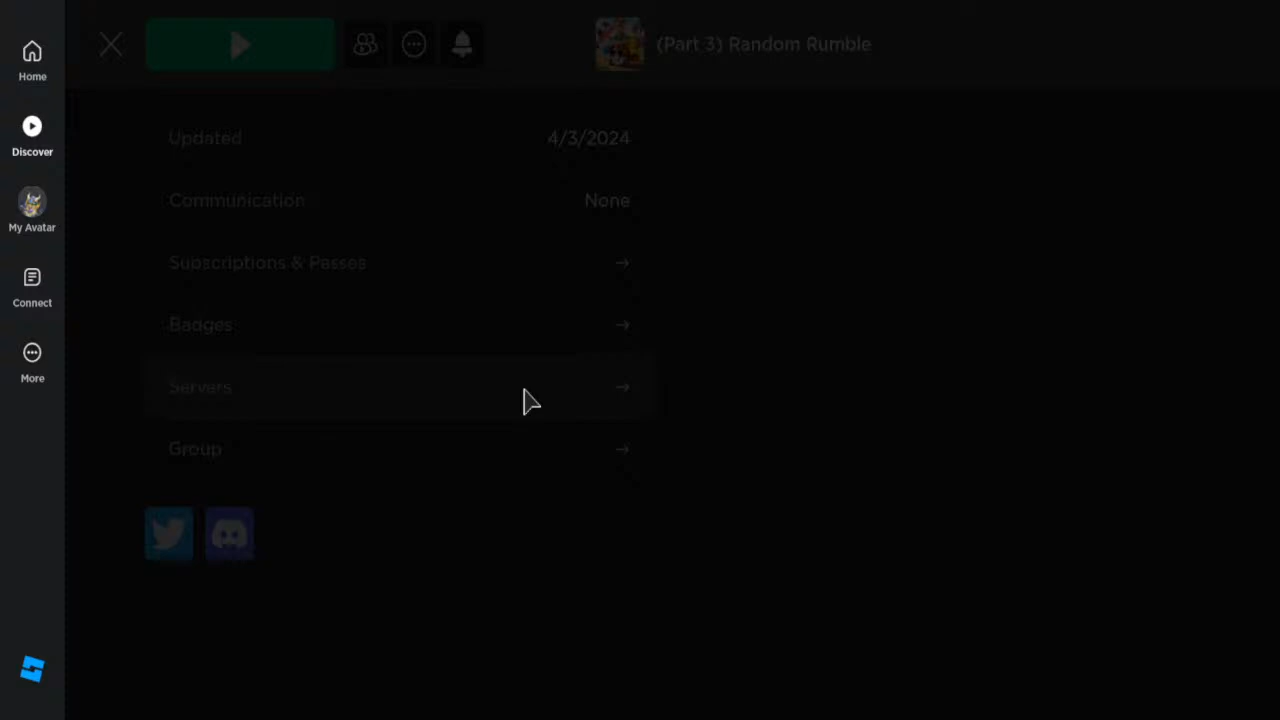 Home
Discover
My Avatar
Connect
More
(Part 3) Random Rumble
Updated 4/3/2024
Communication None
Subscriptions & Passes
Badges
Servers
Group